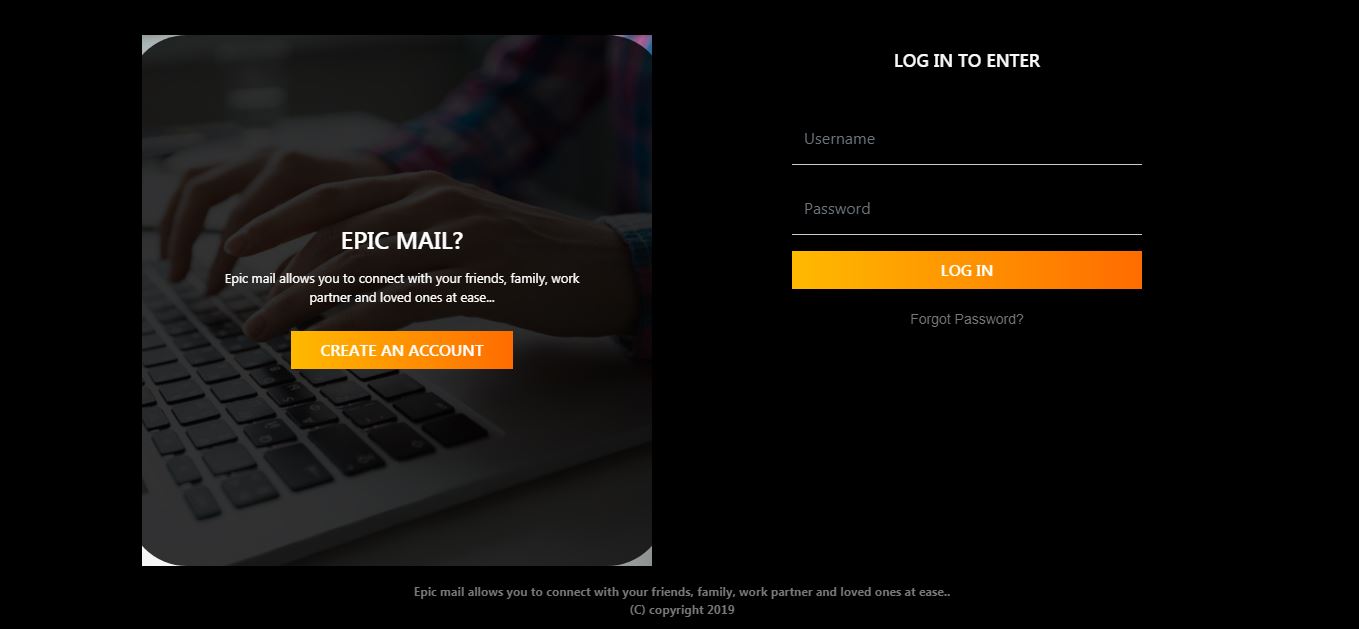 EPIC MAIL?
Epic mail allows you to connect with your friends, family, work
partner and loved ones at ease...
CREATE AN ACCOUNT
LOG IN TO ENTER
Username
Password
LOG IN
Forgot Password?
Epic mail allows you to connect with your friends, family, work partner and loved ones at ease..
(C) copyright 2019